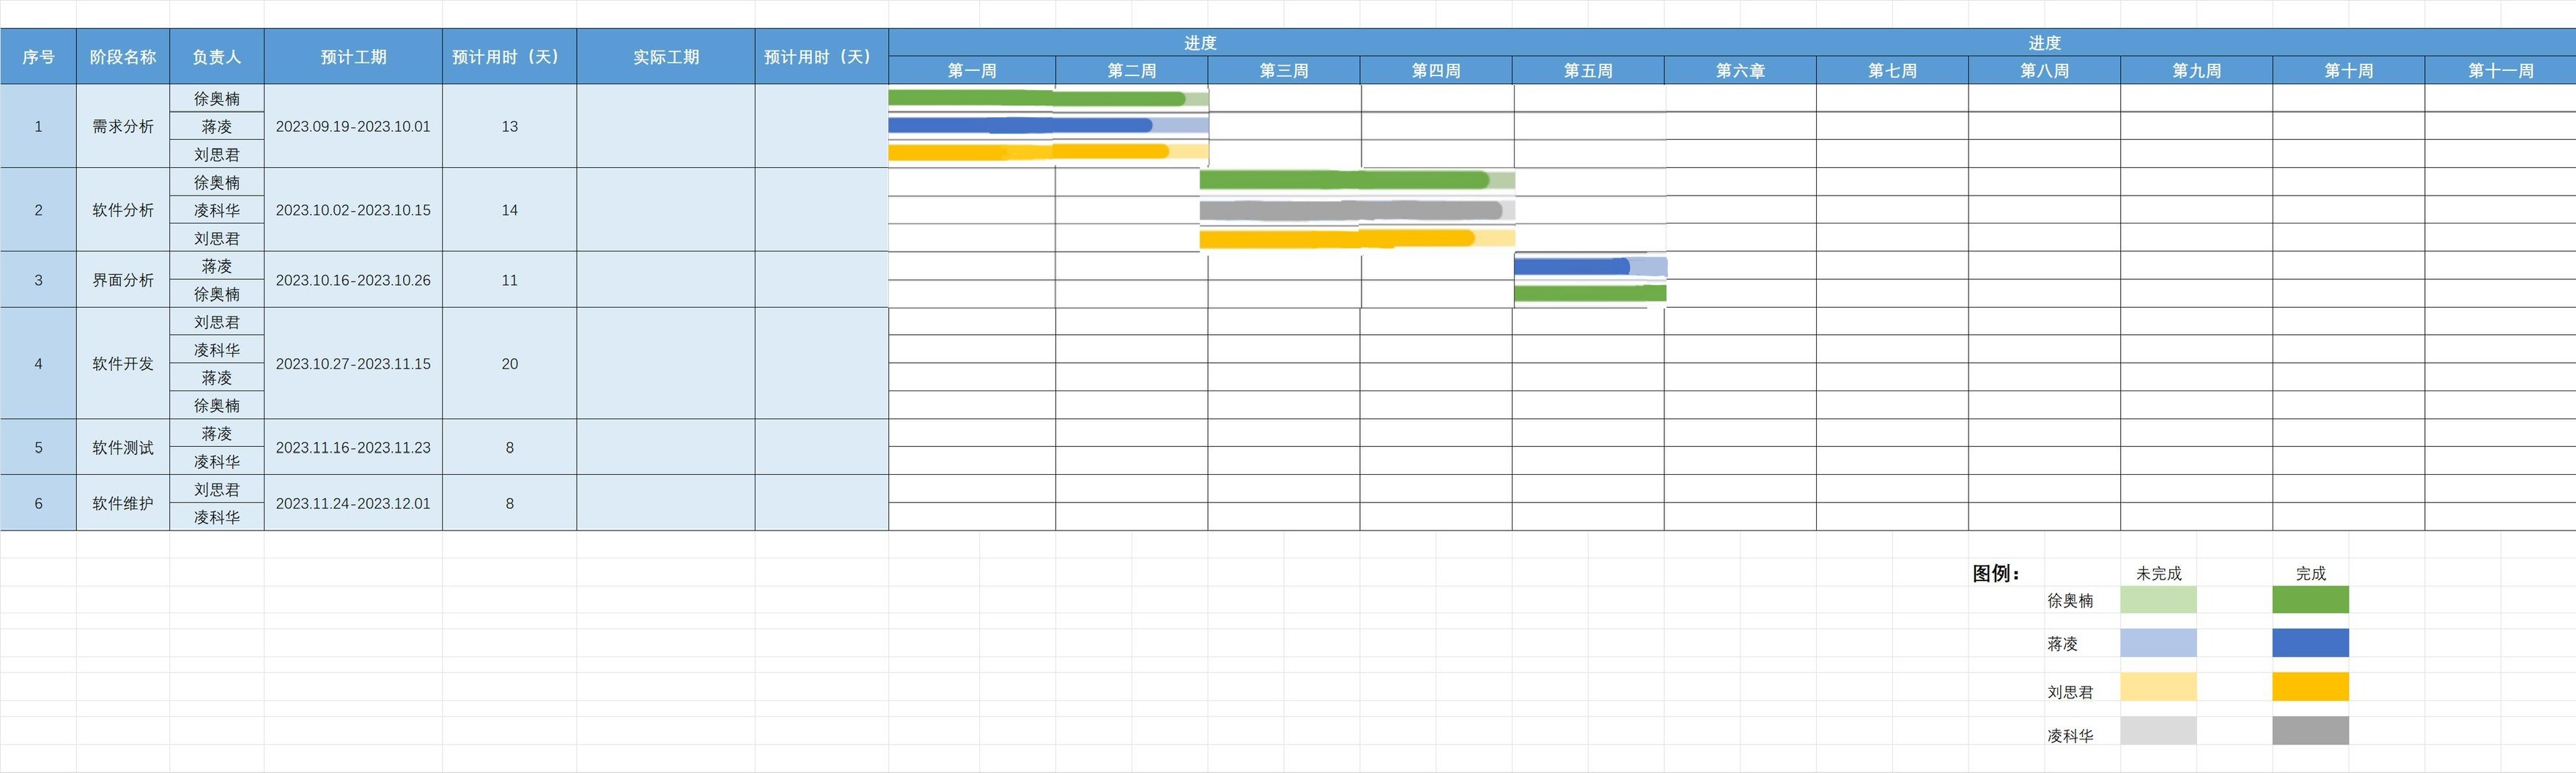 序号 阶段名称 负责人 预计工期 预计用时（天） 实际工期 预计用时（天） 进度 进度
第一周 第二周 第三周 第四周 第五周 第六章 第七周 第八周 第九周 第十周 第十一周
1 需求分析 徐奥楠 2023.09.19-2023.10.01 13
蒋凌
刘思君
2 软件分析 徐奥楠 2023.10.02-2023.10.15 14
凌科华
刘思君
3 界面分析 蒋凌 2023.10.16-2023.10.26 11
徐奥楠
4 软件开发 刘思君 2023.10.27-2023.11.15 20
凌科华
蒋凌
徐奥楠
5 软件测试 蒋凌 2023.11.16-2023.11.23 8
凌科华
6 软件维护 刘思君 2023.11.24-2023.12.01 8
凌科华
图例： 未完成 完成
徐奥楠
蒋凌
刘思君
凌科华